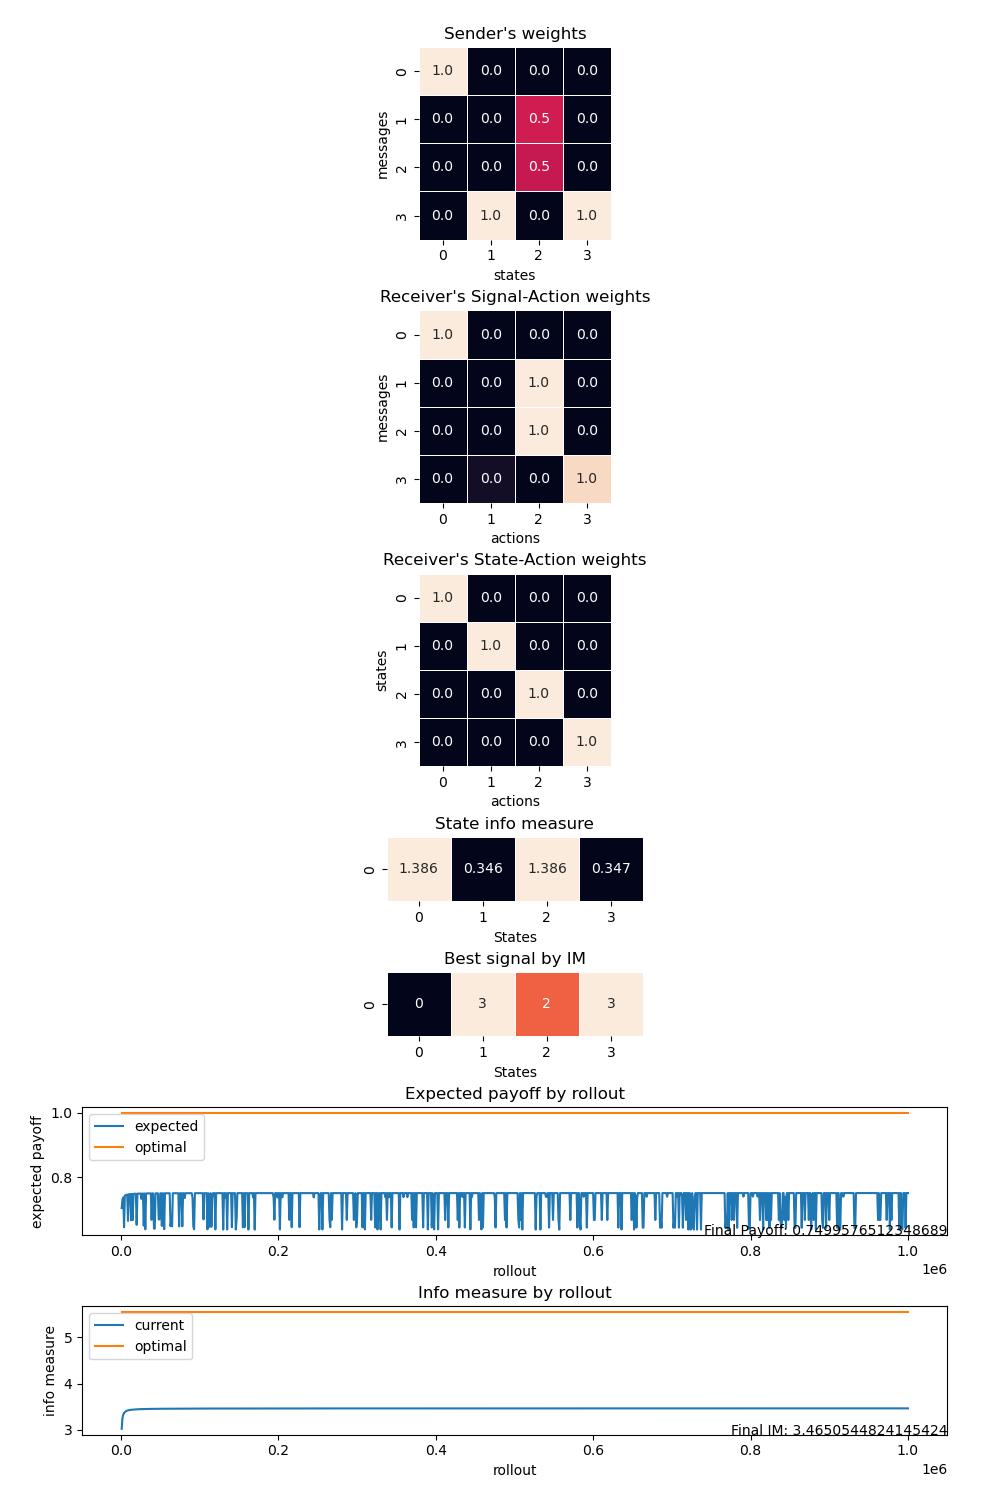 Sender's weights
0 1.0 0.0 0.0 0.0
1 0.0 0.0 0.5 0.0
2 0.0 0.0 0.5 0.0
3 0.0 1.0 0.0 1.0
messages
0 1 2 3
states
Receiver's Signal-Action weights
0 1.0 0.0 0.0 0.0
1 0.0 0.0 1.0 0.0
2 0.0 0.0 1.0 0.0
3 0.0 0.0 0.0 1.0
messages
0 1 2 3
actions
Receiver's State-Action weights
0 1.0 0.0 0.0 0.0
1 0.0 1.0 0.0 0.0
2 0.0 0.0 1.0 0.0
3 0.0 0.0 0.0 1.0
states
0 1 2 3
actions
State info measure
0 1.386 0.346 1.386 0.347
0 1 2 3
States
Best signal by IM
0 0 3 2 3
0 1 2 3
States
Expected payoff by rollout
expected payoff
1.0
0.8
expected
optimal
Final Payoff: 0.7499576512348689
0.0 0.2 0.4 0.6 0.8 1.0
1e6
rollout
Info measure by rollout
info measure
5
4
3
current
optimal
Final IM: 3.4650544824145424
0.0 0.2 0.4 0.6 0.8 1.0
1e6
rollout